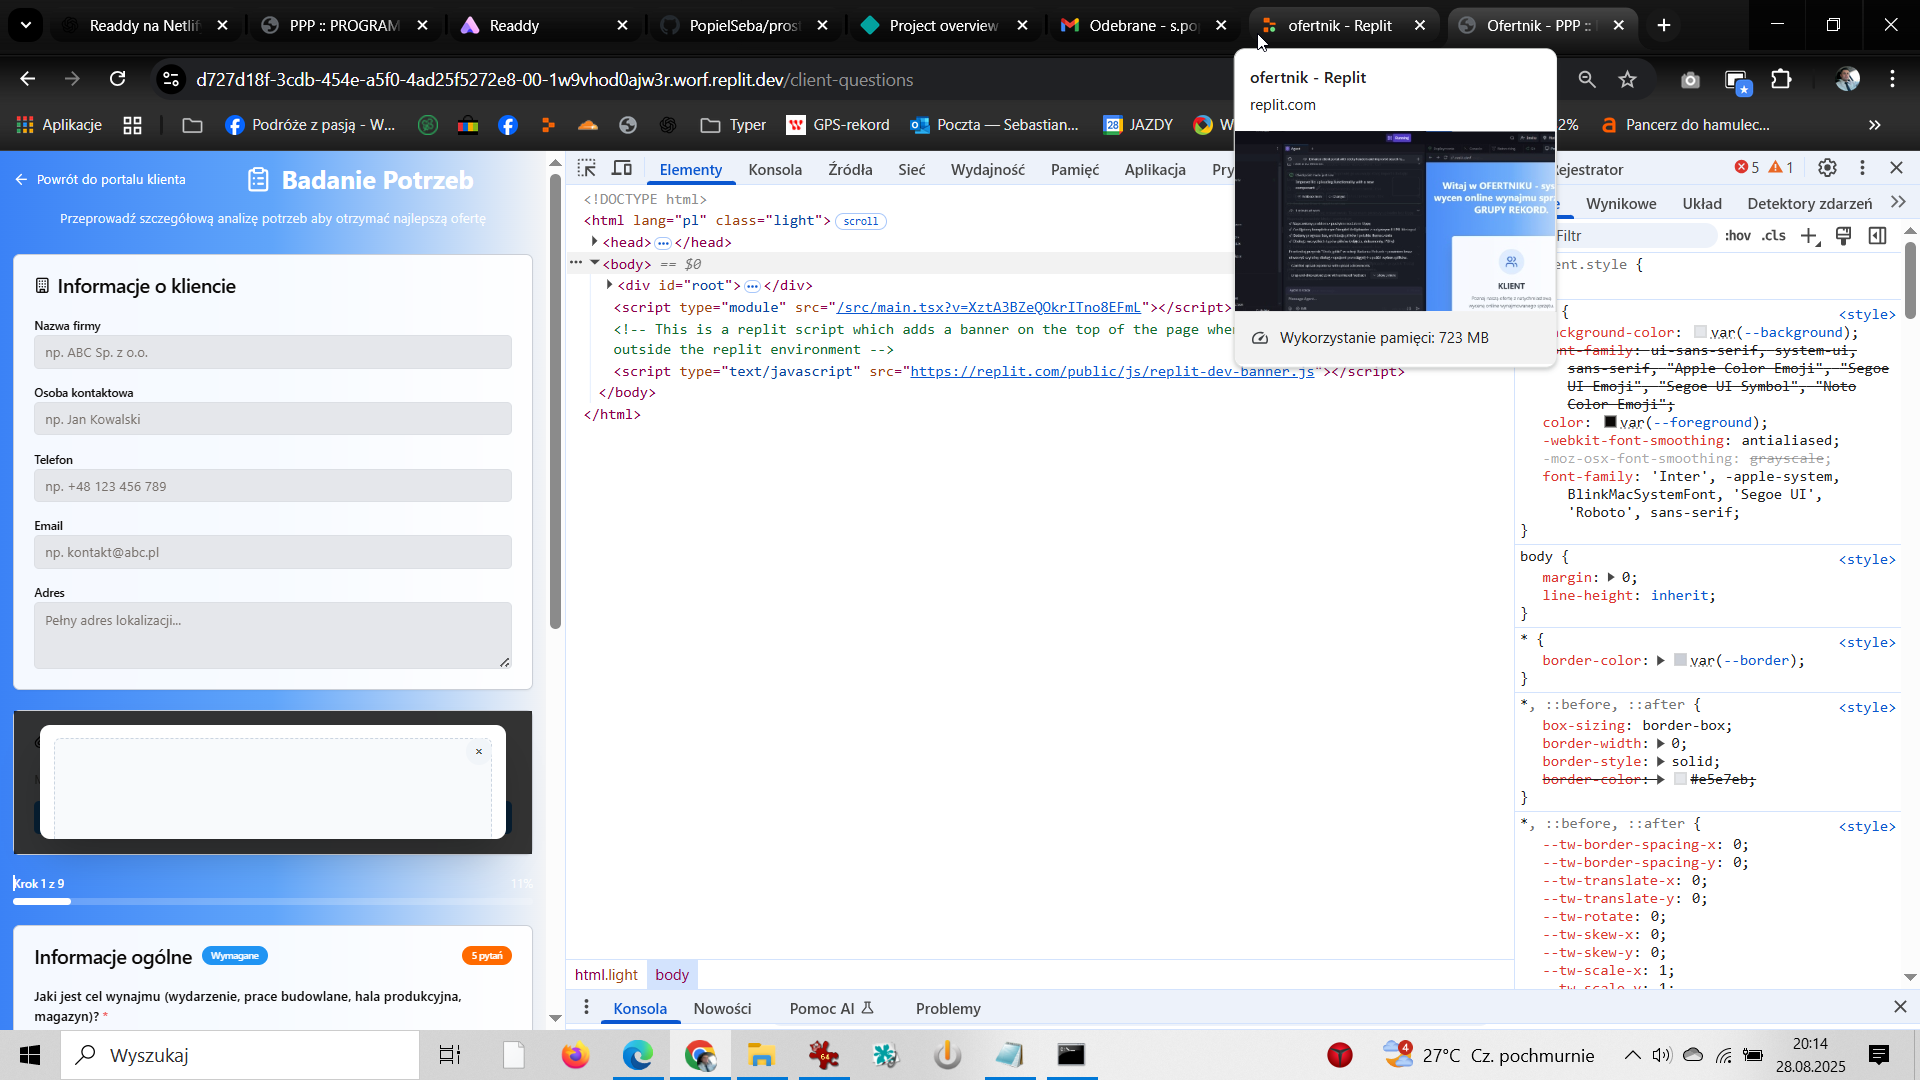 Readdy na Netlif
PPP :: PROGRAM
Readdy
PopielSeba/pros
Project overview
Odebrane - s.po
ofertnik - Replit
Ofertnik - PPP ::
d727d18f-3cdb-454e-a5f0-4ad25f5272e8-00-1w9vhod0ajw3r.worf.replit.dev/client-questions
ofertnik - Replit
replit.com
Aplikacje
Podróże z pasją - W...
Typer
GPS-rekord
Poczta — Sebastian...
JAZDY
2%
Pancerz do hamulec...
Powrót do portalu klienta
Badanie Potrzeb
Przeprowadź szczegółową analizę potrzeb aby otrzymać najlepszą ofertę
Informacje o kliencie
Nazwa firmy
np. ABC Sp. z o.o.
Osoba kontaktowa
np. Jan Kowalski
Telefon
np. +48 123 456 789
Email
np. kontakt@abc.pl
Adres
Pełny adres lokalizacji...
Krok 1 z 9
11%
Informacje ogólne
Wymagane
5 pytań
Jaki jest cel wynajmu (wydarzenie, prace budowlane, hala produkcyjna,
magazyn)? *
Elementy
Konsola
Źródła
Sieć
Wydajność
Pamięć
Aplikacja
Pry
Rejestrator
5
1
<!DOCTYPE html>
<html lang="pl" class="light">
scroll
<head> ••• </head>
••• <body> == $0
<div id="root"> ••• </div>
<script type="module" src="/src/main.tsx?v=XztA3BZeQOkrITno8EFmL"></script>
<!-- This is a replit script which adds a banner on the top of the page whe
outside the replit environment -->
<script type="text/javascript" src="https://replit.com/public/js/replit-dev-banner.js"></script>
</body>
</html>
Witaj w OFERTNIKU - sys
wycen online wynajmu spr
GRUPY REKORD.
KLIENT
Wykorzystanie pamięci: 723 MB
Wynikowe
Układ
Detektory zdarzeń
Filtr
:hov
.cls
ent.style {
{
<style>
ackground-color: var(--background);
nt-family: ui-sans-serif, system-ui,
sans-serif, "Apple Color Emoji", "Segoe
UI Emoji", "Segoe UI Symbol", "Noto
Color Emoji";
color: var(--foreground);
-webkit-font-smoothing: antialiased;
-moz-osx-font-smoothing: grayscale;
font-family: 'Inter', -apple-system,
BlinkMacSystemFont, 'Segoe UI',
'Roboto', sans-serif;
}
body {
<style>
margin: 0;
line-height: inherit;
}
* {
<style>
border-color: var(--border);
}
*, ::before, ::after {
<style>
box-sizing: border-box;
border-width: 0;
border-style: solid;
border-color: #e5e7eb;
}
*, ::before, ::after {
<style>
--tw-border-spacing-x: 0;
--tw-border-spacing-y: 0;
--tw-translate-x: 0;
--tw-translate-y: 0;
--tw-rotate: 0;
--tw-skew-x: 0;
--tw-skew-y: 0;
--tw-scale-x: 1;
--tw-scale-y: 1;
html.light
body
Konsola
Nowości
Pomoc AI
Problemy
Wyszukaj
64
4
27°C Cz. pochmurnie
20:14
28.08.2025